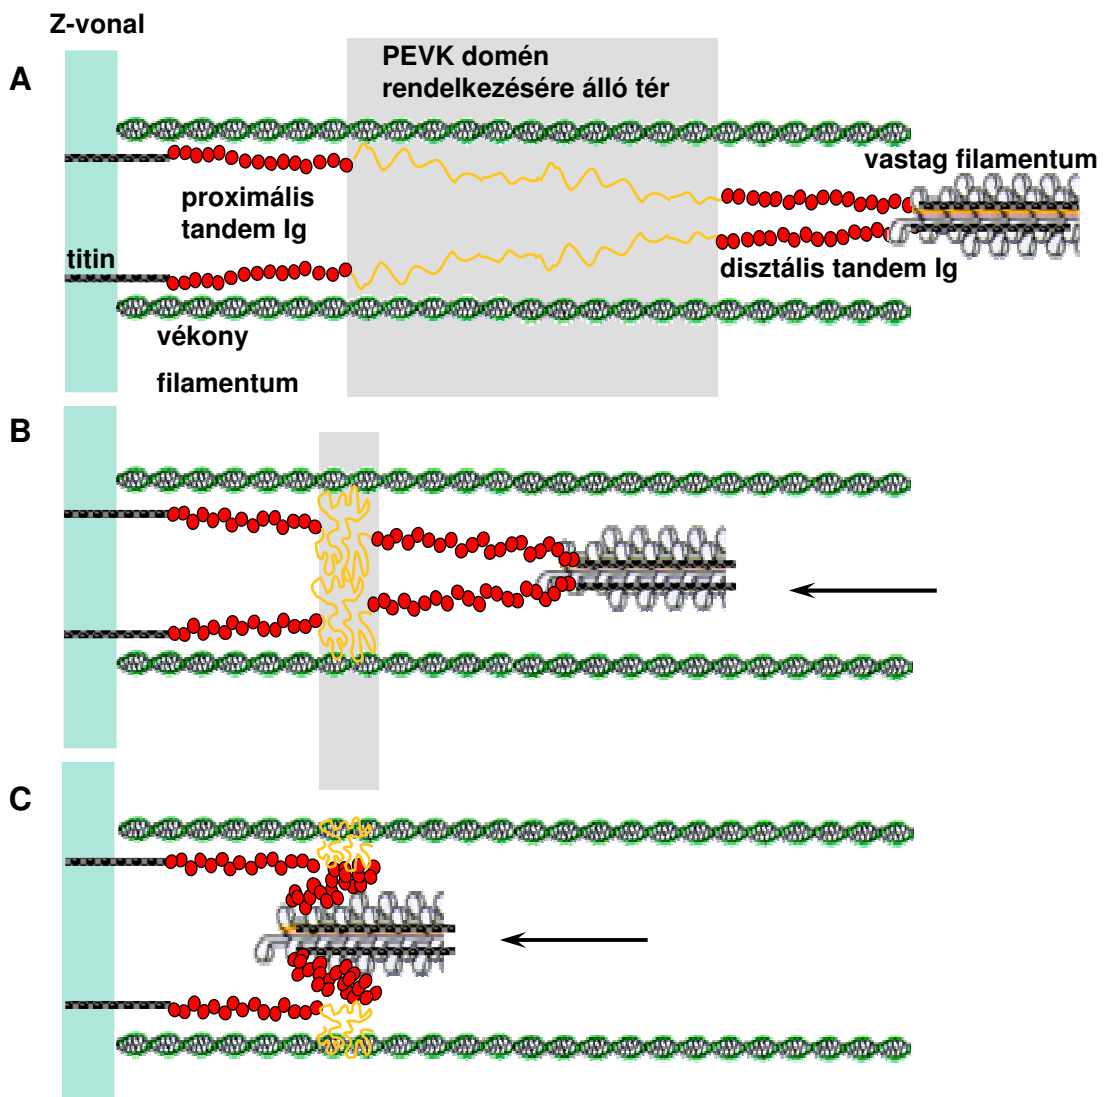 Z-vonal
A
PEVK domén
rendelkezésére álló tér
vastag filamentum
proximális
tandem Ig
titin
disztális tandem Ig
vékony
filamentum
B
C